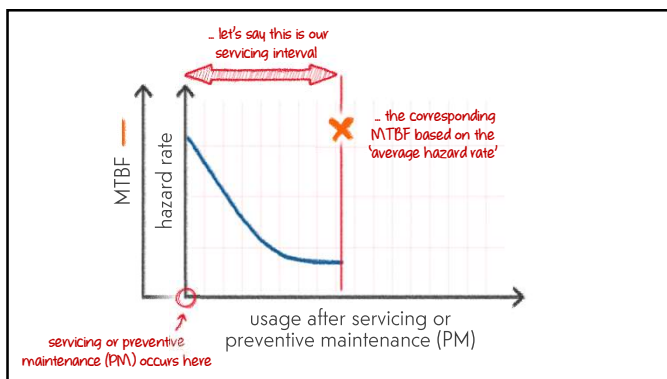 ... let's say this is our
servicing interval
... the corresponding
MTBF based on the
'average hazard rate'
MTBF
hazard rate
usage after servicing or
preventive maintenance (PM)
servicing or preventive
maintenance (PM) occurs here